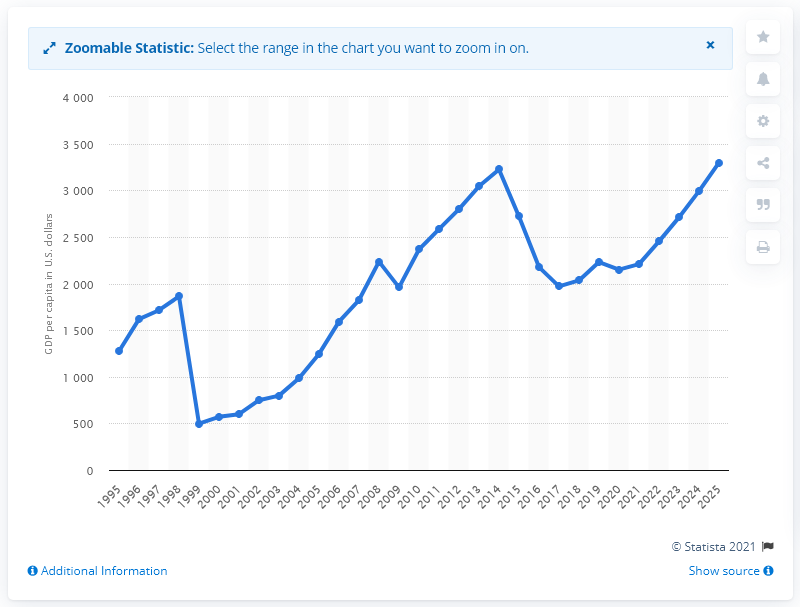 Zoomable Statistic: Select the range in the chart you want to zoom in on.
4 000
3 500
3 000
2 500
2 000
1 500
1 000
500
0
GDP per capita in U.S. dollars
1995 1996 1997 1998 1999 2000 2001 2002 2003 2004 2005 2006 2007 2008 2009 2010 2011 2012 2013 2014 2015 2016 2017 2018 2019 2020 2021 2022 2023 2024 2025
© Statista 2021
Additional Information Show source